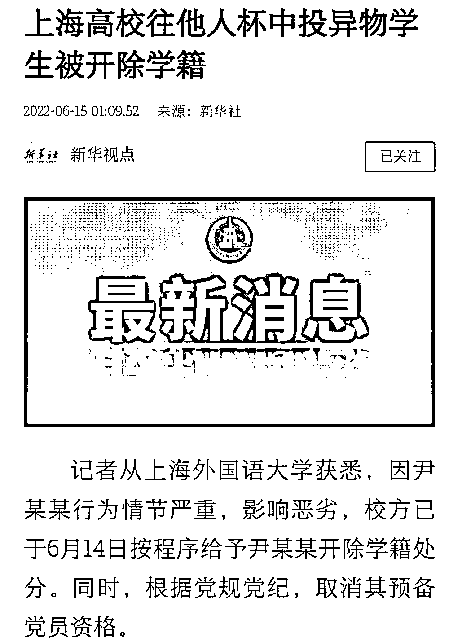 上海高校往他人杯中投异物学
生被开除学籍
2022-06-15 01:09:52 来源：新华社
新华社 新华视点
已关注
最新消息
记者从上海外国语大学获悉，因尹
某某行为情节严重，影响恶劣，校方已
于6月14日按程序给予尹某某开除学籍处
分。同时，根据党规党纪，取消其预备
党员资格。